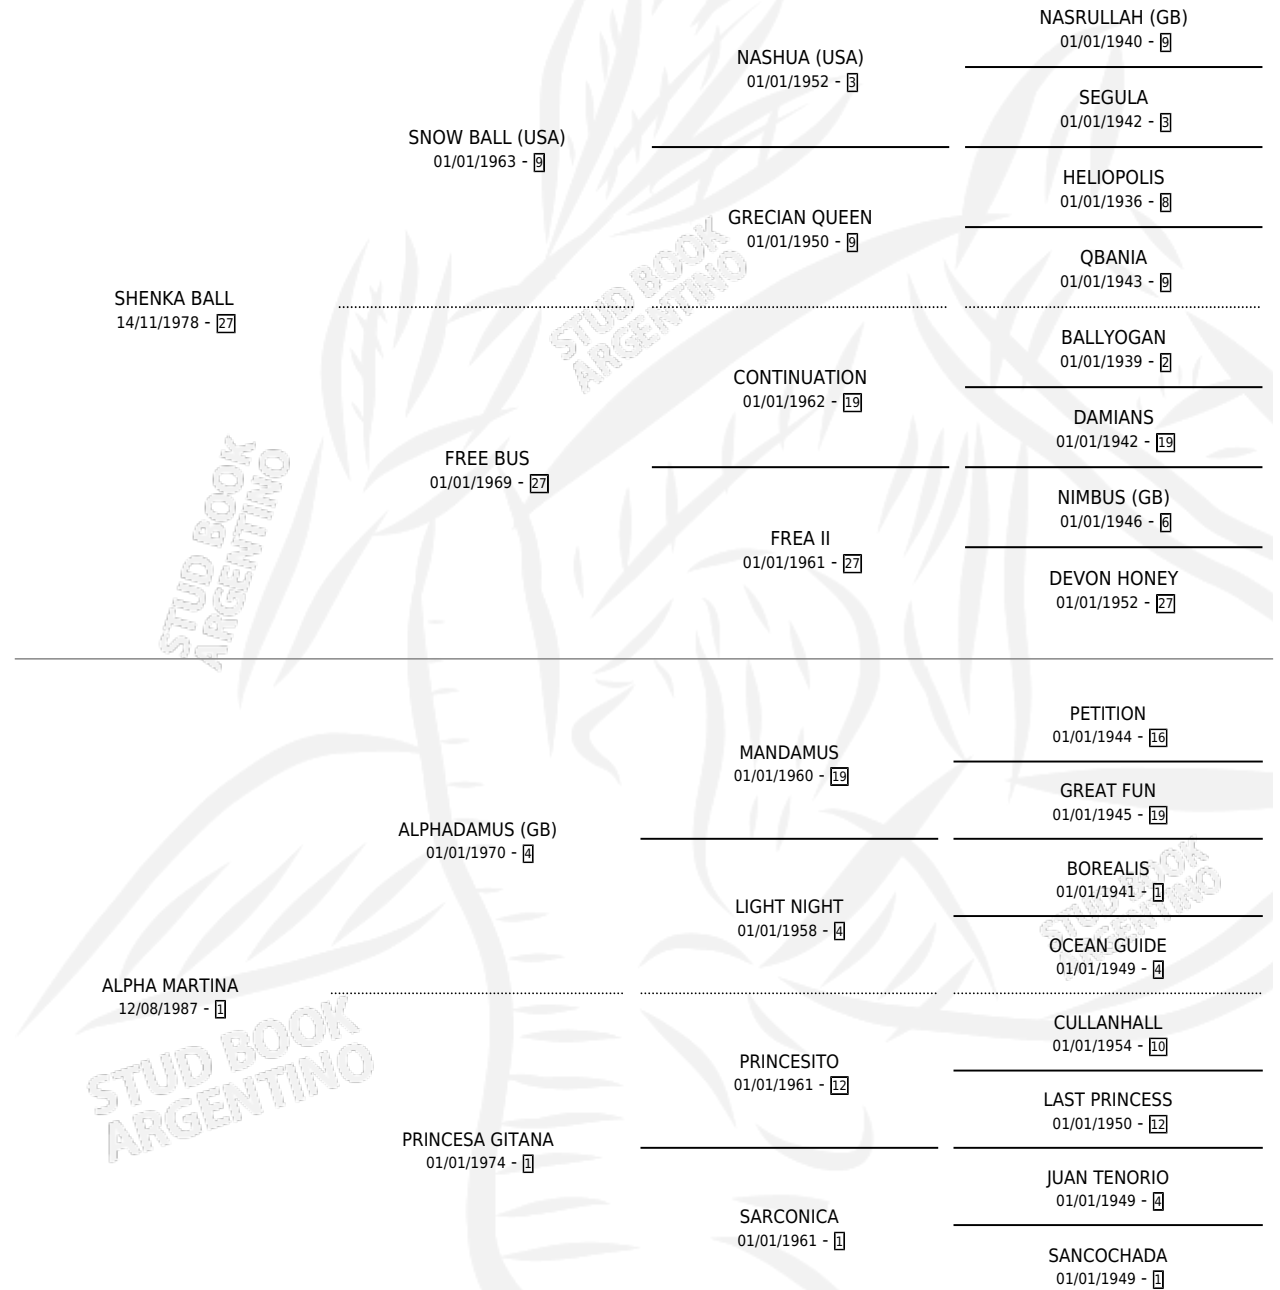 NASRULLAH (GB)
01/01/1940 - 9
NASHUA (USA)
01/01/1952 - 3
SEGULA
01/01/1942 - 3
SNOW BALL (USA)
01/01/1963 - 9
HELIOPOLIS
01/01/1936 - 8
GRECIAN QUEEN
01/01/1950 - 9
QBANIA
01/01/1943 - 9
SHENKA BALL
14/11/1978 - 27
BALLYOGAN
01/01/1939 - 2
CONTINUATION
01/01/1962 - 19
DAMIANS
01/01/1942 - 19
FREE BUS
01/01/1969 - 27
NIMBUS (GB)
01/01/1946 - 6
FREA II
01/01/1961 - 27
DEVON HONEY
01/01/1952 - 27
STUD BOOK
ARGENTINO
STUD BOOK
ARGENTINO
PETITION
01/01/1944 - 16
MANDAMUS
01/01/1960 - 19
GREAT FUN
01/01/1945 - 19
ALPHADAMUS (GB)
01/01/1970 - 4
BOREALIS
01/01/1941 - 1
LIGHT NIGHT
01/01/1958 - 4
OCEAN GUIDE
01/01/1949 - 4
ALPHA MARTINA
12/08/1987 - 1
CULLANHALL
01/01/1954 - 10
PRINCESITO
01/01/1961 - 12
LAST PRINCESS
01/01/1950 - 12
PRINCESA GITANA
01/01/1974 - 1
JUAN TENORIO
01/01/1949 - 4
SARCONICA
01/01/1961 - 1
SANCOCHADA
01/01/1949 - 1
STUD BOOK
ARGENTINO
STUD BOOK
ARGENTINO